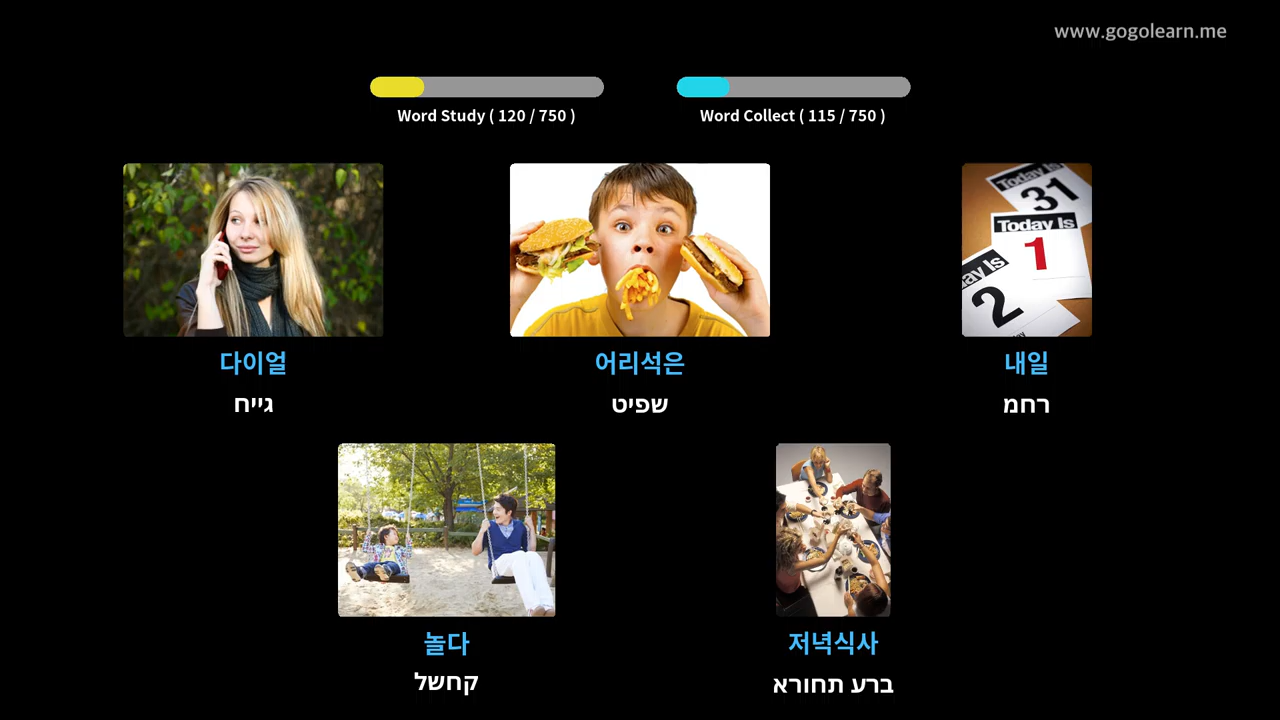 www.gogolearn.me
Word Study ( 120 / 750 )
Word Collect ( 115 / 750 )
Today Is
31
Today Is
1
ay Is
2
다이얼
어리석은
내일
גייח
שפיט
רחמ
놀다
저녁식사
קחשל
ברע תחורא